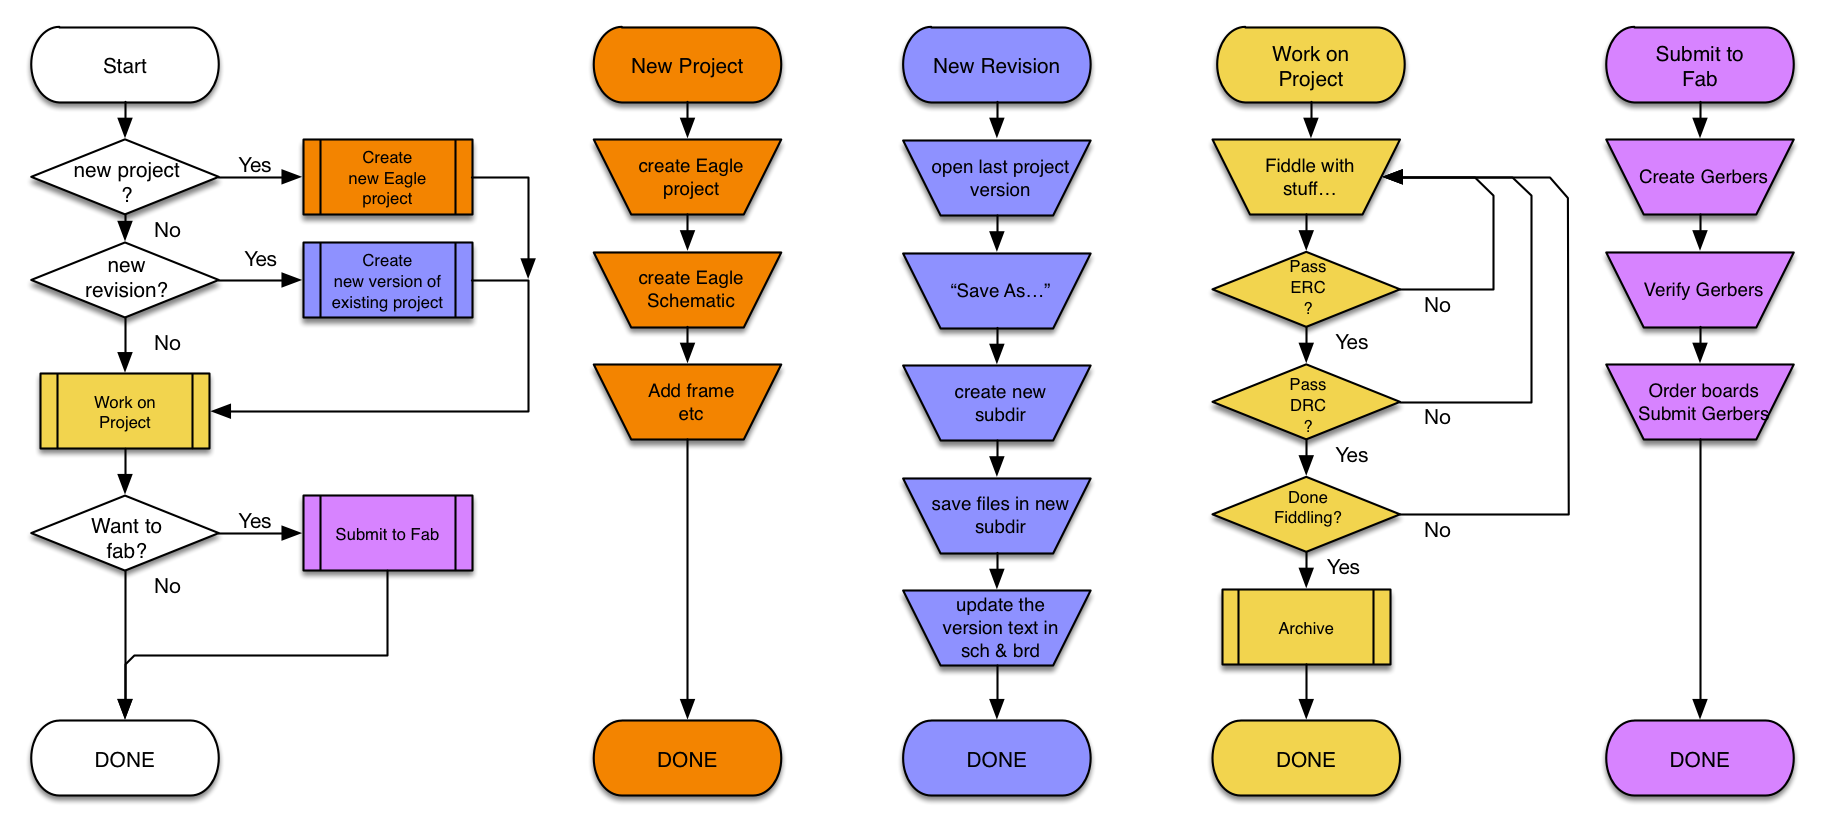 Start
new project
?
Yes
Create
new Eagle
project
No
new
revision?
Yes
Create
new version of
existing project
No
Work on
Project
Want to
fab?
Yes
Submit to Fab
No
DONE
New Project
create Eagle
project
create Eagle
Schematic
Add frame
etc
DONE
New Revision
open last project
version
“Save As…”
create new
subdir
save files in new
subdir
update the
version text in
sch & brd
DONE
Work on
Project
Fiddle with
stuff…
Pass
ERC
?
No
Yes
Pass
DRC
?
No
Yes
Done
Fiddling?
No
Yes
Archive
DONE
Submit to
Fab
Create Gerbers
Verify Gerbers
Order boards
Submit Gerbers
DONE